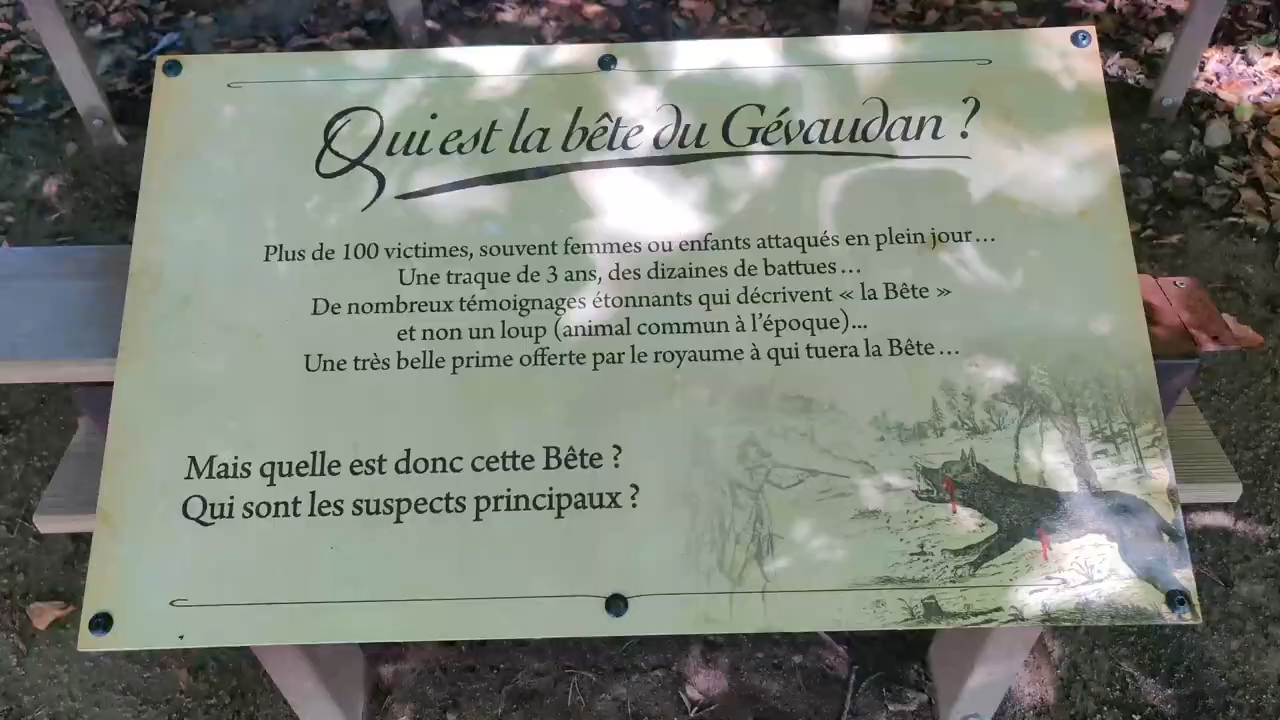 Qui est la bête du Gévaudan ?
Plus de 100 victimes, souvent femmes ou enfants attaqués en plein jour...
Une traque de 3 ans, des dizaines de battues...
De nombreux témoignages étonnants qui décrivent « la Bête »
et non un loup (animal commun à l'époque)...
Une très belle prime offerte par le royaume à qui tuera la Bête...
Mais quelle est donc cette Bête ?
Qui sont les suspects principaux ?